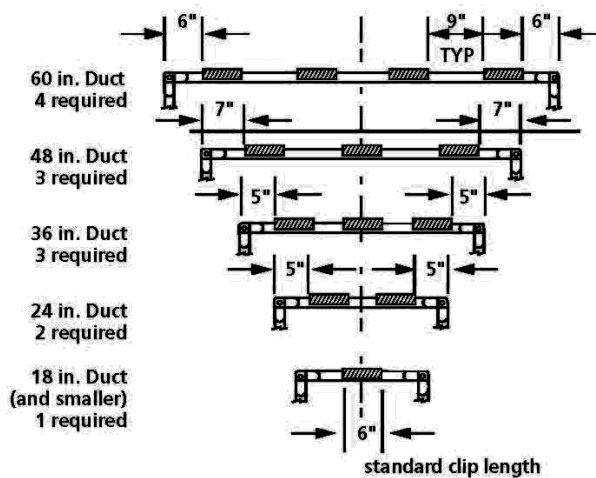 6" 9" 6"
TYP
60 in. Duct
4 required
7" 7"
48 in. Duct
3 required
5" 5"
36 in. Duct
3 required
5" 5"
24 in. Duct
2 required
18 in. Duct
(and smaller)
1 required
6"
standard clip length